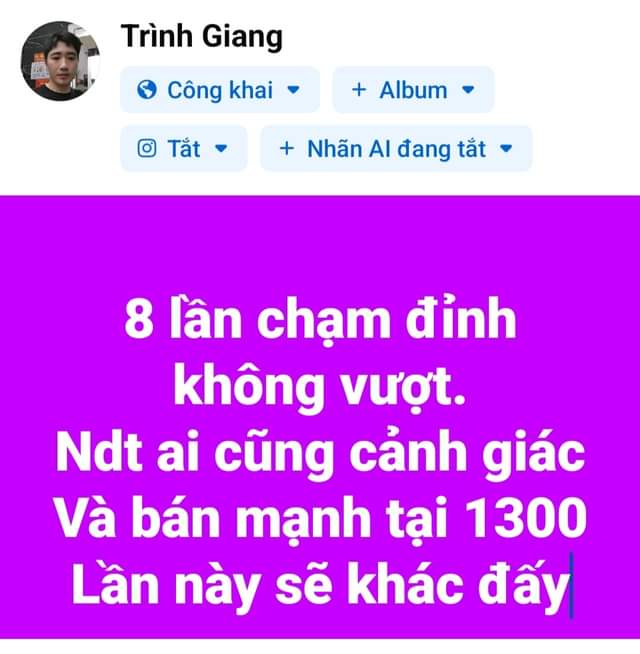 Trình Giang
Công khai
+ Album
Tắt
+ Nhãn AI đang tắt
8 lần chạm đỉnh
không vượt.
Ndt ai cũng cảnh giác
Và bán mạnh tại 1300
Lần này sẽ khác đấy